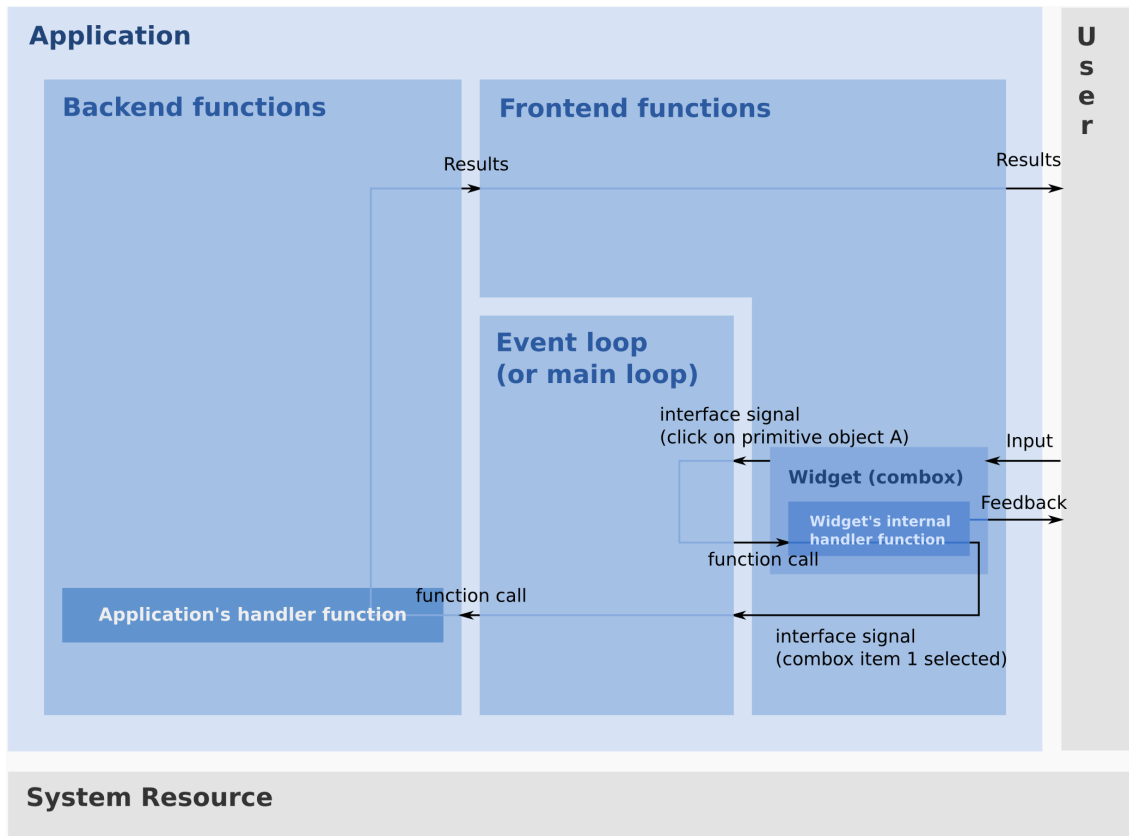 Application
User
Backend functions
Frontend functions
Results
Results
Event loop
(or main loop)
interface signal
(click on primitive object A)
Input
Widget (combox)
Feedback
Widget's internal
handler function
function call
function call
Application's handler function
interface signal
(combox item 1 selected)
System Resource